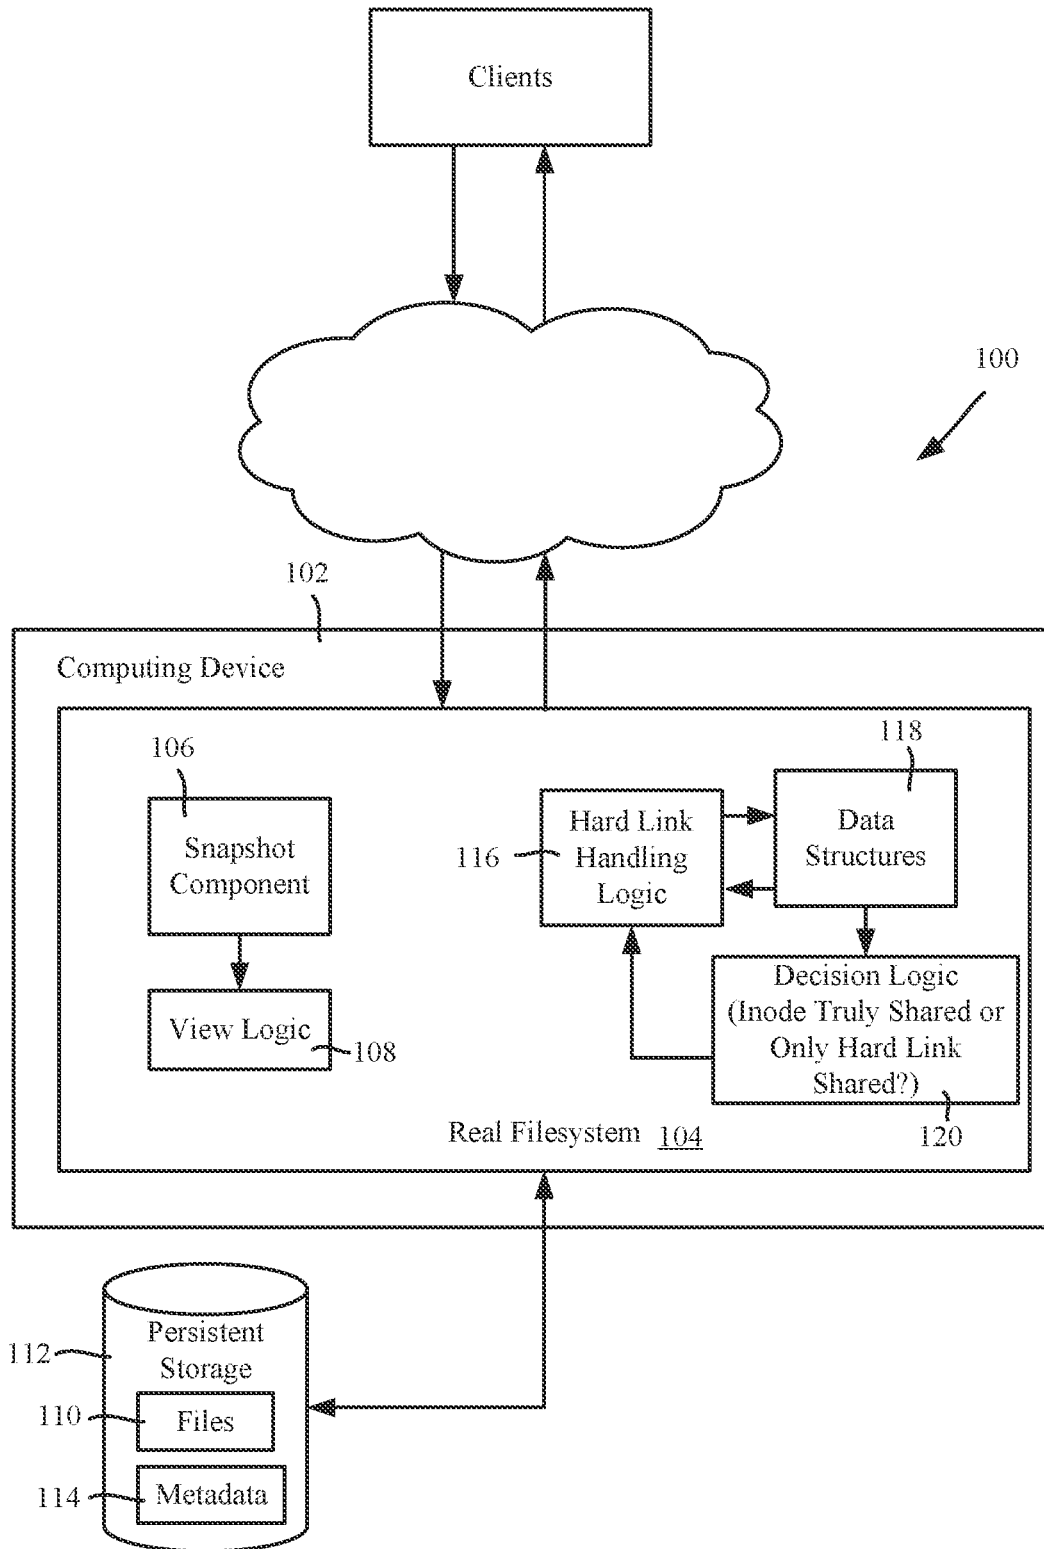 Clients
100
102
Computing Device
106
Snapshot
Component
View Logic
108
116
Hard Link
Handling
Logic
118
Data
Structures
Decision Logic
(Inode Truly Shared or
Only Hard Link
Shared?)
120
Real Filesystem 104
112
Persistent
Storage
110
Files
114
Metadata